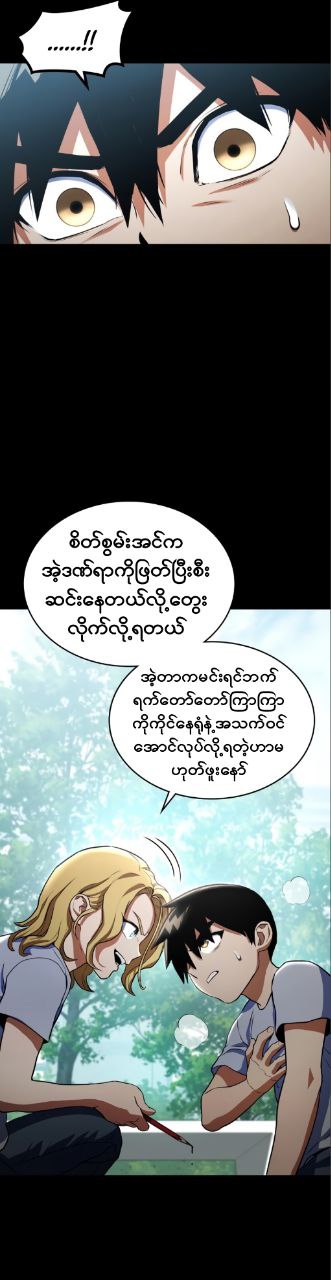 ........!!
စိတ်စွမ်းအင်က
အဲ့ဒဏ်ရာကိုဖြတ်ပြီးစီး
ဆင်းနေတယ်လို့တွေး
လိုက်လို့ရတယ်
အဲ့တာကမင်းရင်ဘက်
ရက်တော်တော်ကြာကြာ
ကိုကိုင်နေရုံနဲ့အသက်ဝင်
အောင်လုပ်လို့ရတဲ့ဟာမ
ဟုတ်ဖူးနော်